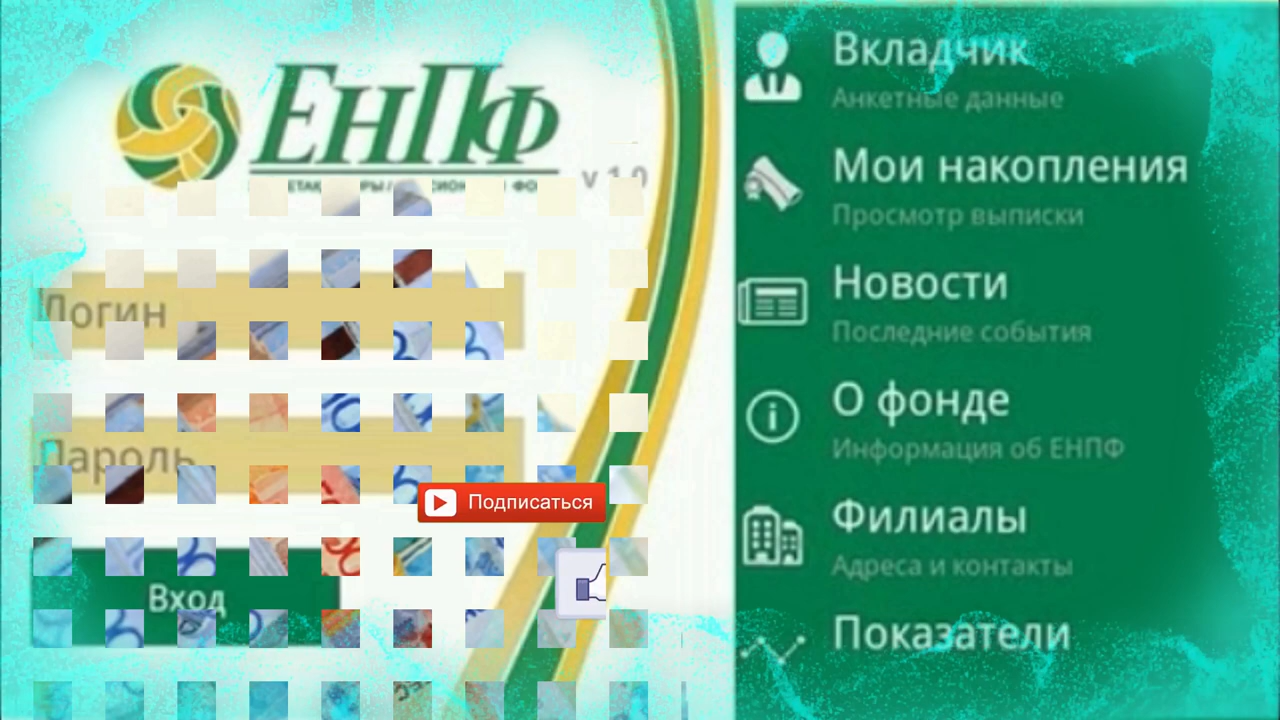 ЕНПФ
v 1.0
Логин
Пароль
Подписаться
Вход
Вкладчик
Анкетные данные
Мои накопления
Просмотр выписки
Новости
Последние события
О фонде
Информация об ЕНПФ
Филиалы
Адреса и контакты
Показатели